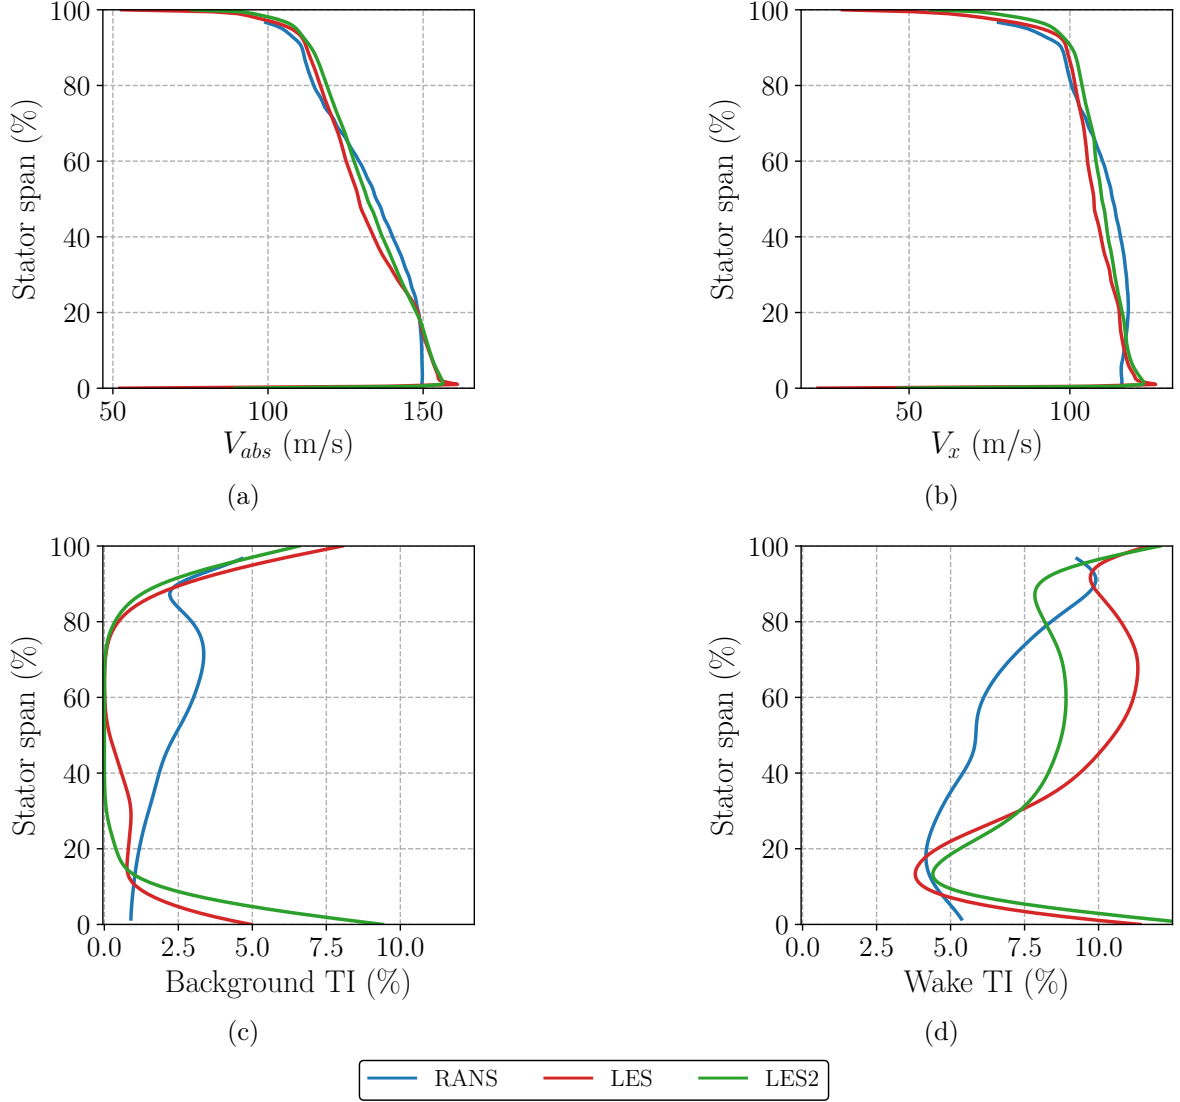 100
80
60
40
20
0
Stator span (%)
50
100
150
V_abs (m/s)
(a)
100
80
60
40
20
0
Stator span (%)
50
100
V_x (m/s)
(b)
100
80
60
40
20
0
Stator span (%)
0.0
2.5
5.0
7.5
10.0
Background TI (%)
(c)
100
80
60
40
20
0
Stator span (%)
0.0
2.5
5.0
7.5
10.0
Wake TI (%)
(d)
RANS
LES
LES2